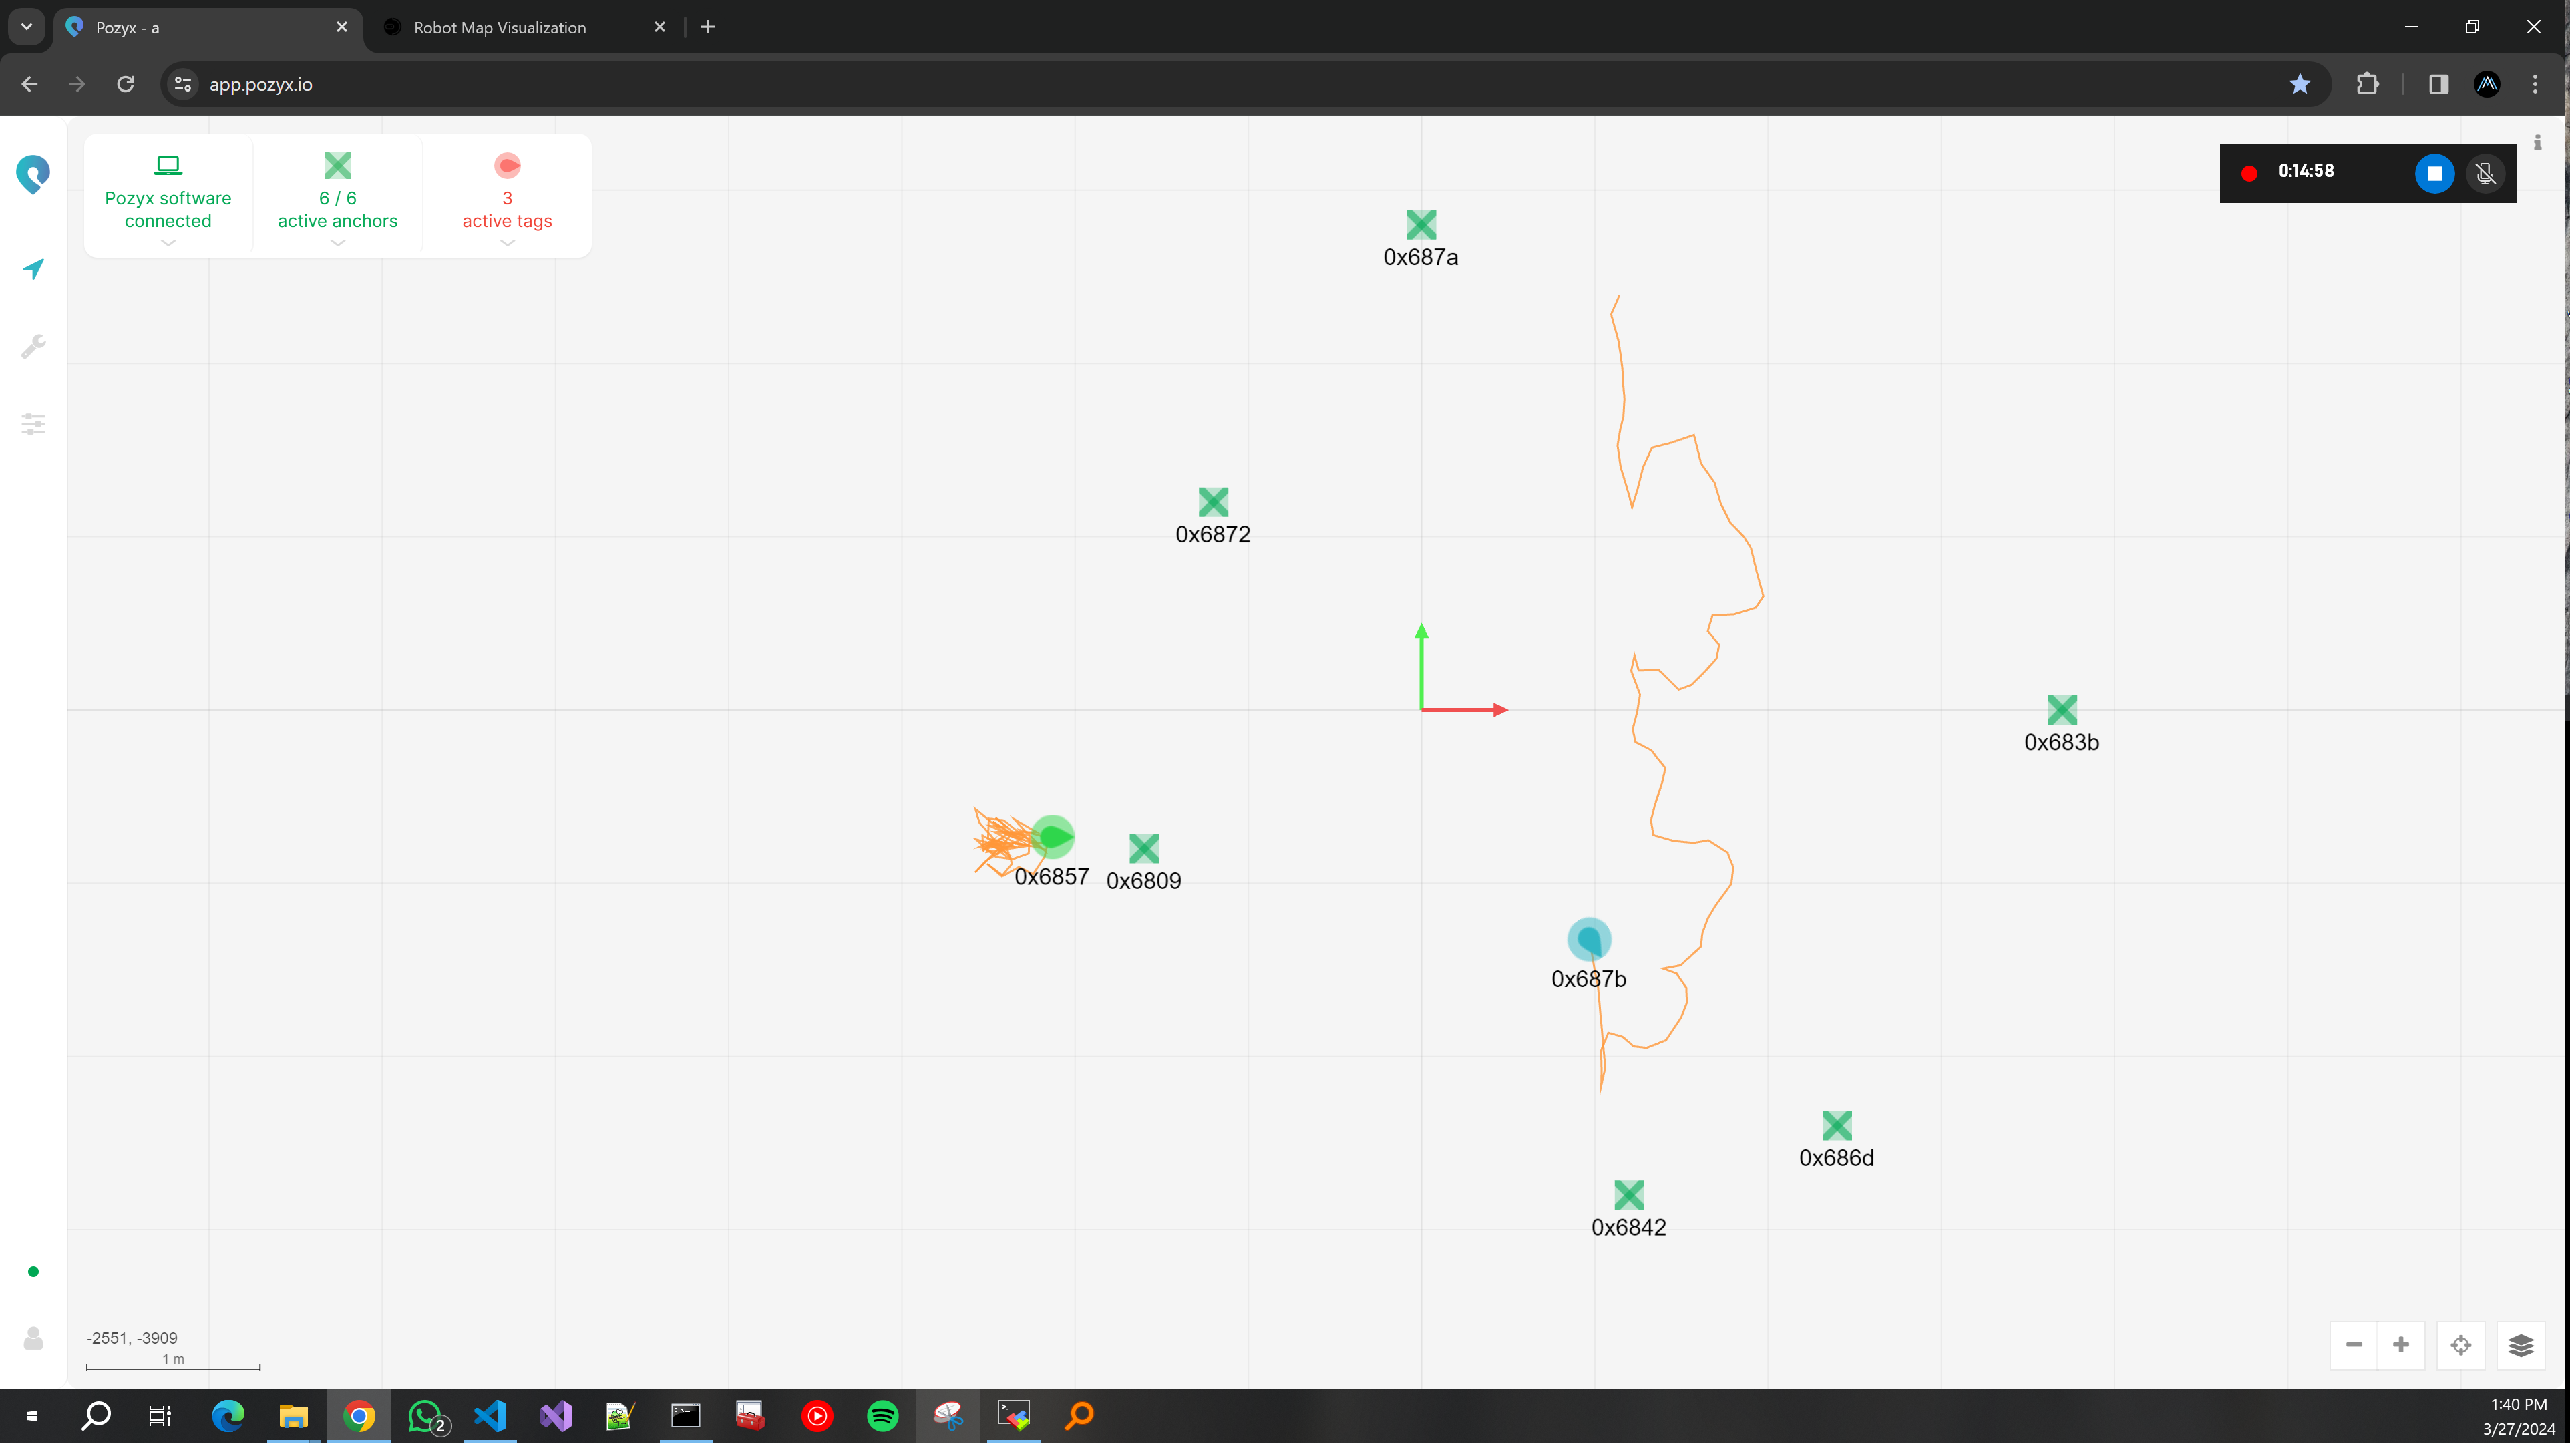 Pozyx - a
Robot Map Visualization
app.pozyx.io
Pozyx software
connected
6 / 6
active anchors
3
active tags
0:14:58
0x687a
0x6872
0x683b
0x6857
0x6809
0x687b
0x686d
0x6842
-2551, -3909
1 m
2
1:40 PM
3/27/2024